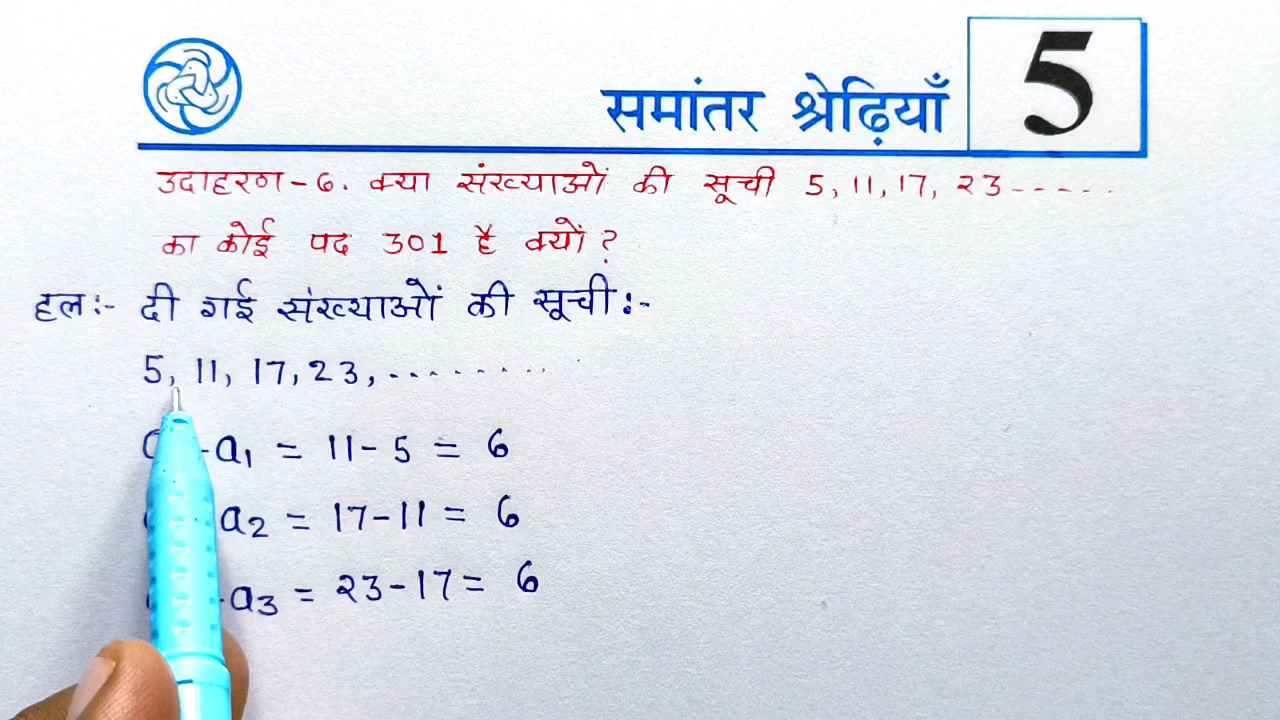 समांतर श्रेढ़ियाँ 5
उदाहरण-6. क्या संख्याओं की सूची 5, 11, 17, 23-----
का कोई पद 301 है क्यों?
हल:- दी गई संख्याओं की सूची:-
5, 11, 17, 23, ........
-a₁ = 11-5 = 6
a₂ = 17-11 = 6
-a₃ = 23-17 = 6